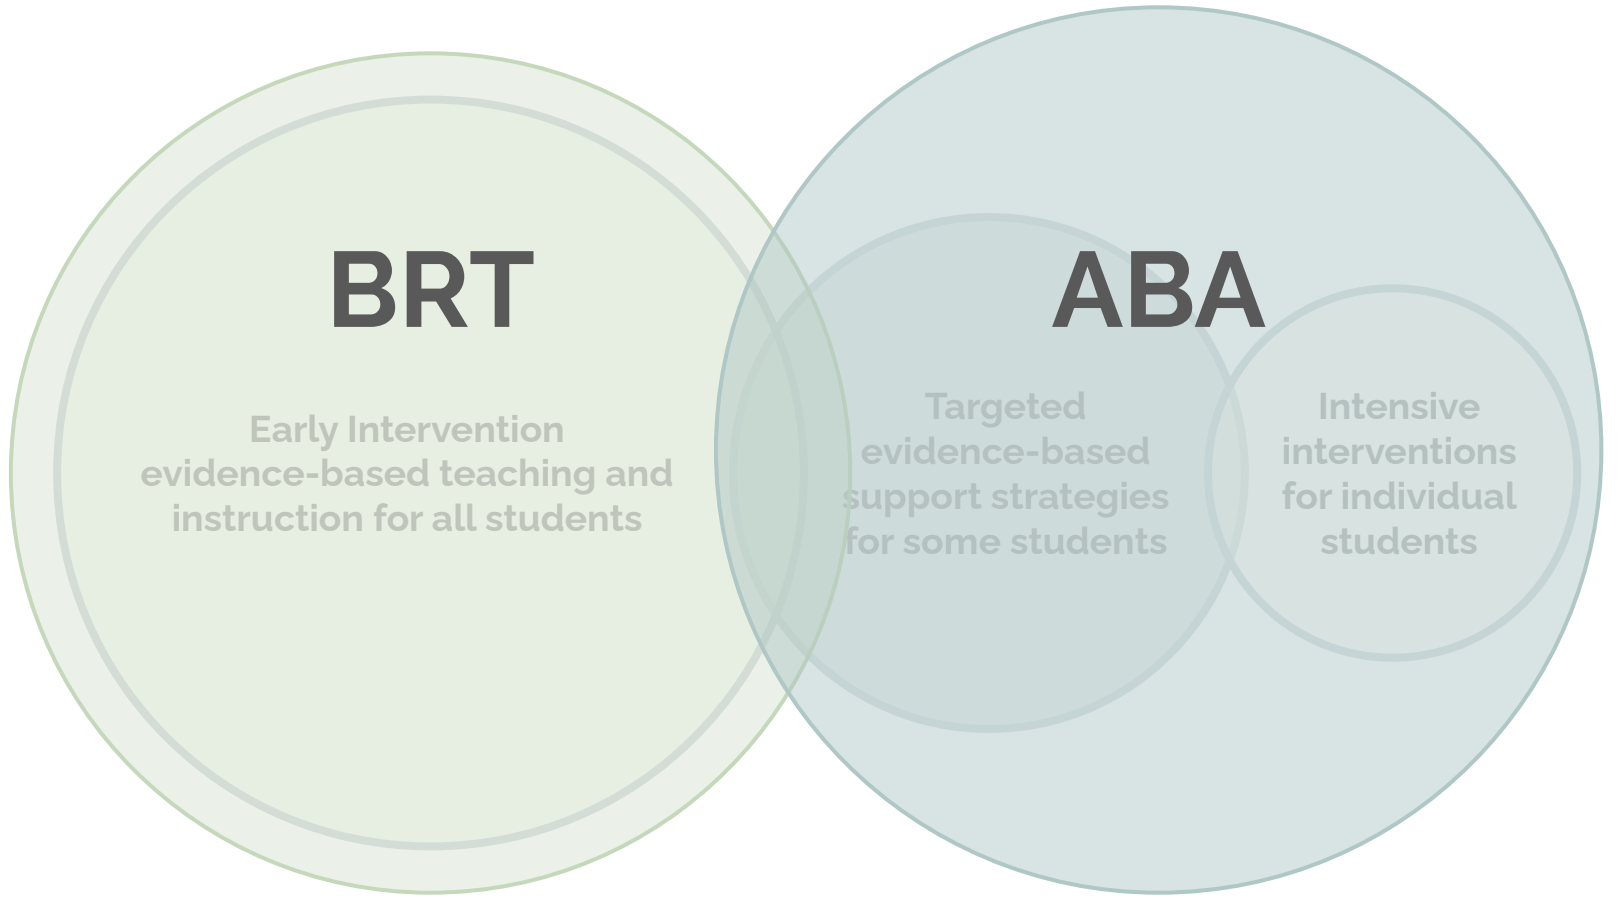 BRT
Early Intervention
evidence-based teaching and
instruction for all students
ABA
Targeted
evidence-based
support strategies
for some students
Intensive
interventions
for individual
students